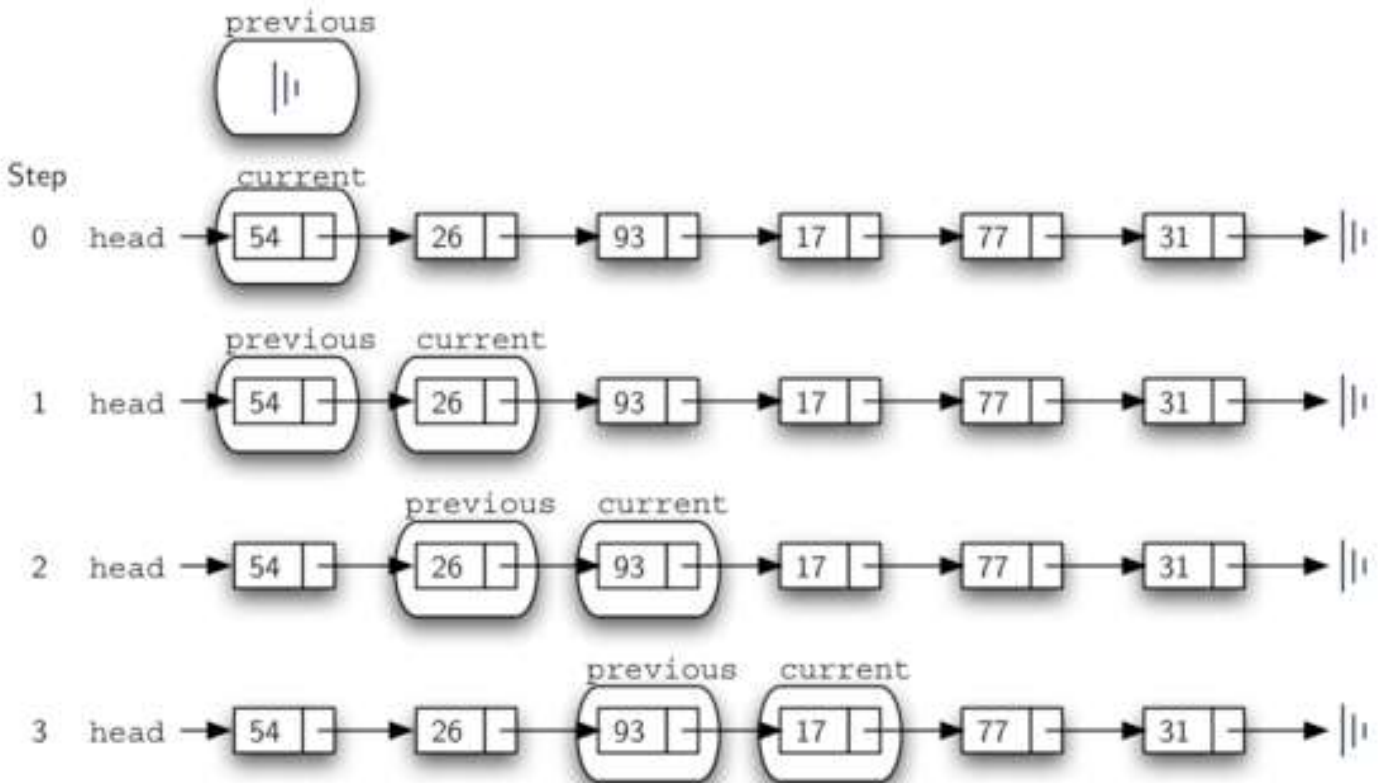 previous
Step
current
0 head 54 26 93 17 77 31
previous current
1 head 54 26 93 17 77 31
previous current
2 head 54 26 93 17 77 31
previous current
3 head 54 26 93 17 77 31